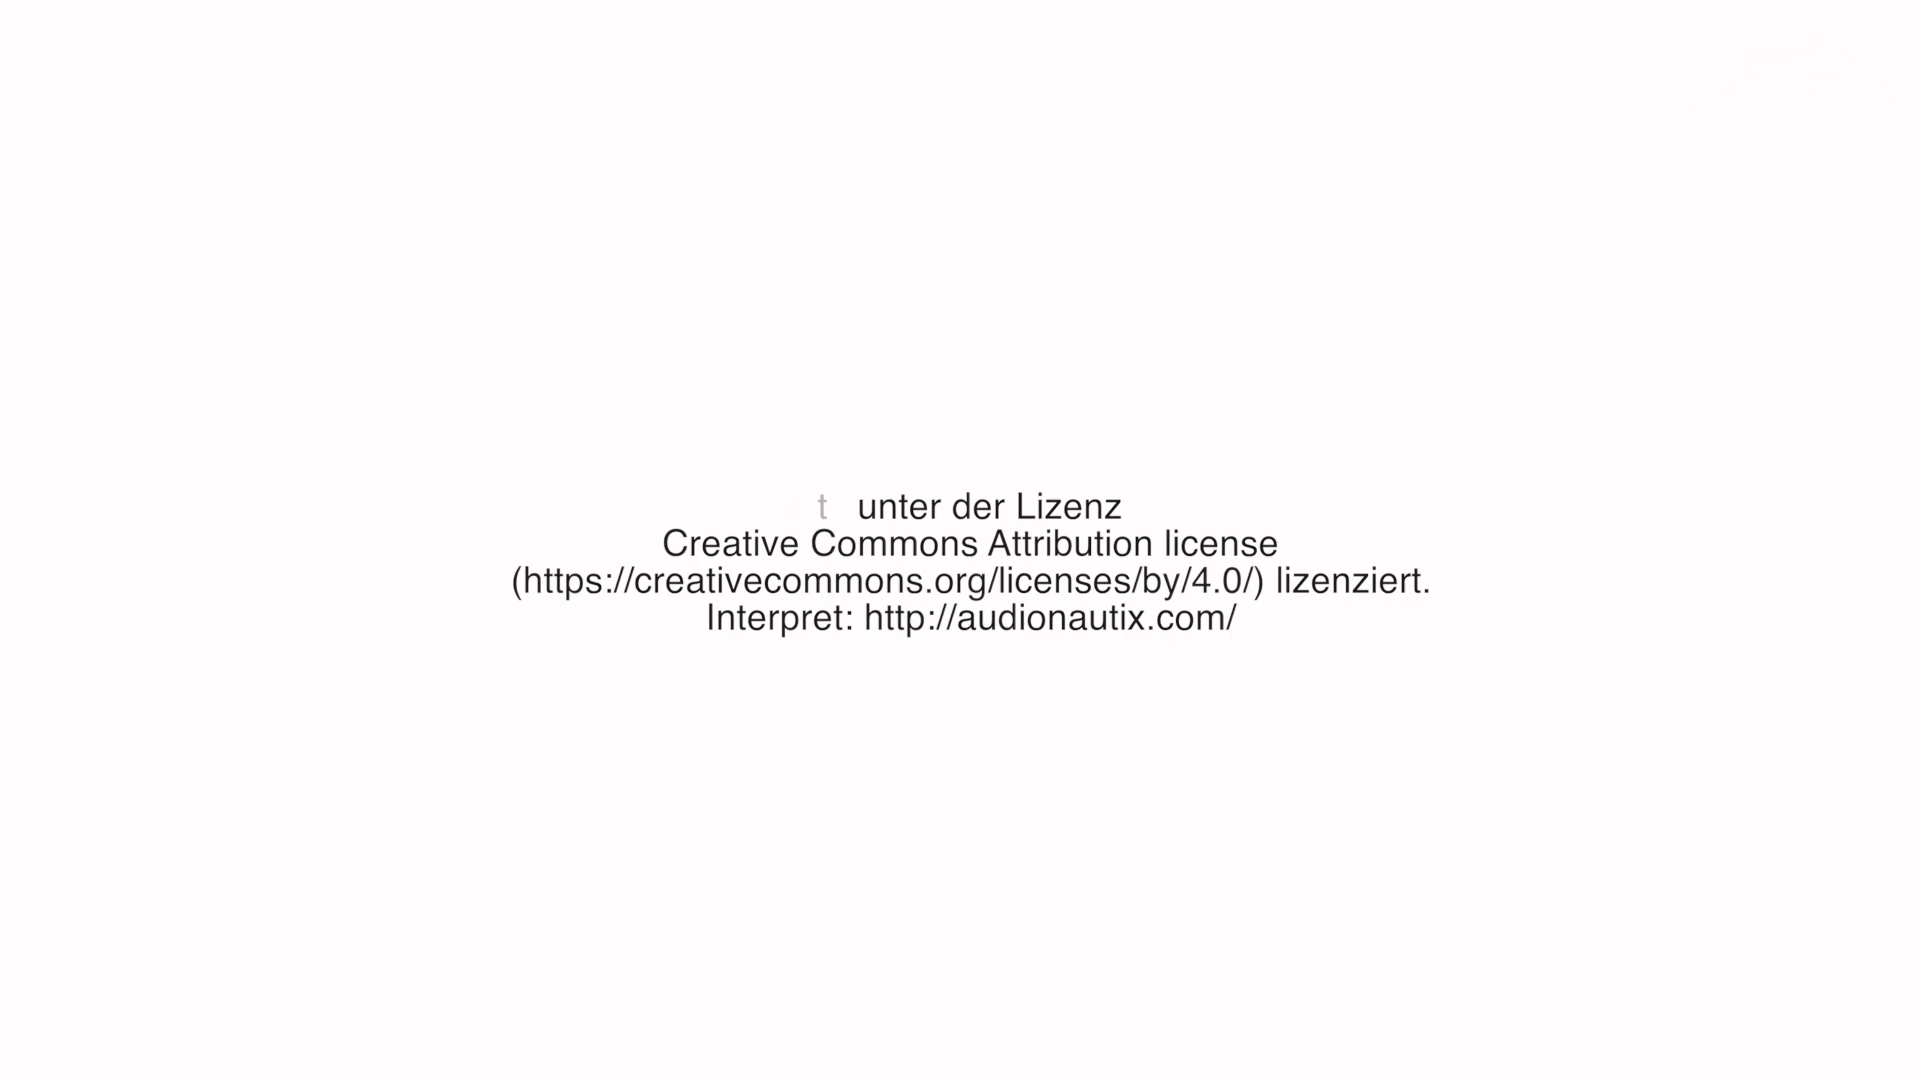 t unter der Lizenz
Creative Commons Attribution license
(https://creativecommons.org/licenses/by/4.0/) lizenziert.
Interpret: http://audionautix.com/